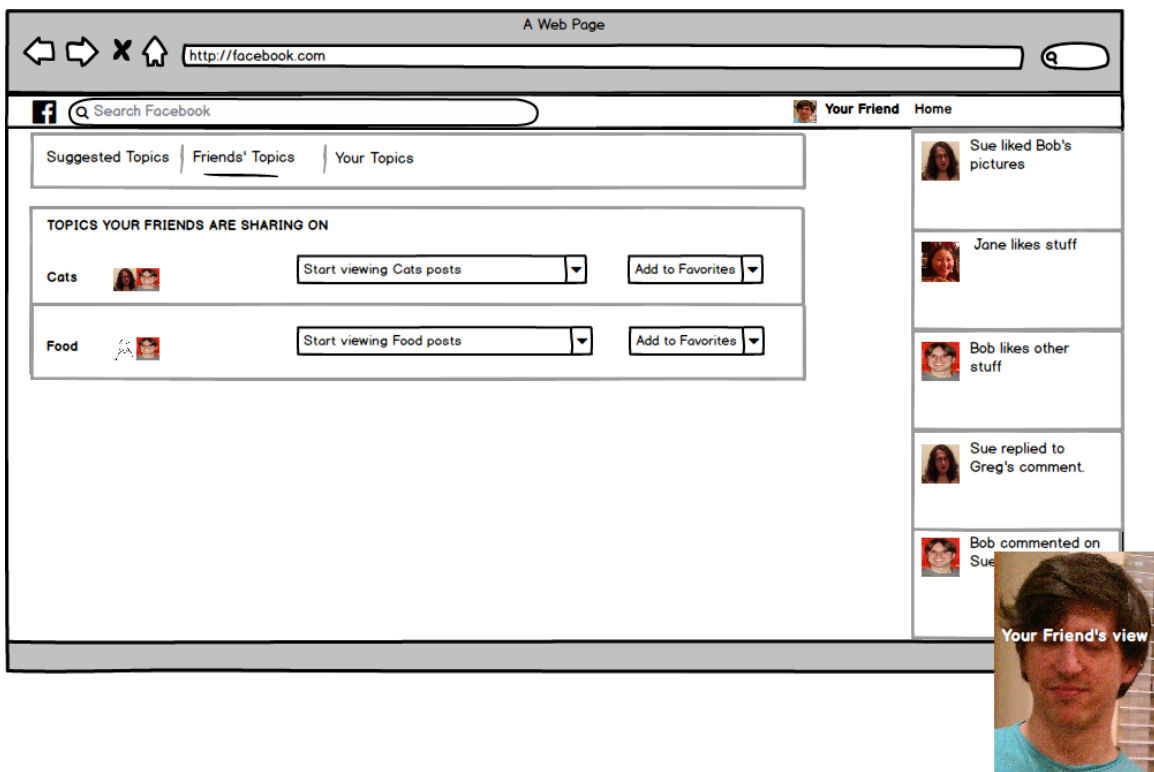 A Web Page
http://facebook.com
f
Search Facebook
Your Friend
Home
Suggested Topics
Friends' Topics
Your Topics
TOPICS YOUR FRIENDS ARE SHARING ON
Cats
Start viewing Cats posts
Add to Favorites
Food
Start viewing Food posts
Add to Favorites
Sue liked Bob's
pictures
Jane likes stuff
Bob likes other
stuff
Sue replied to
Greg's comment.
Bob commented on
Sue
Your Friend's view